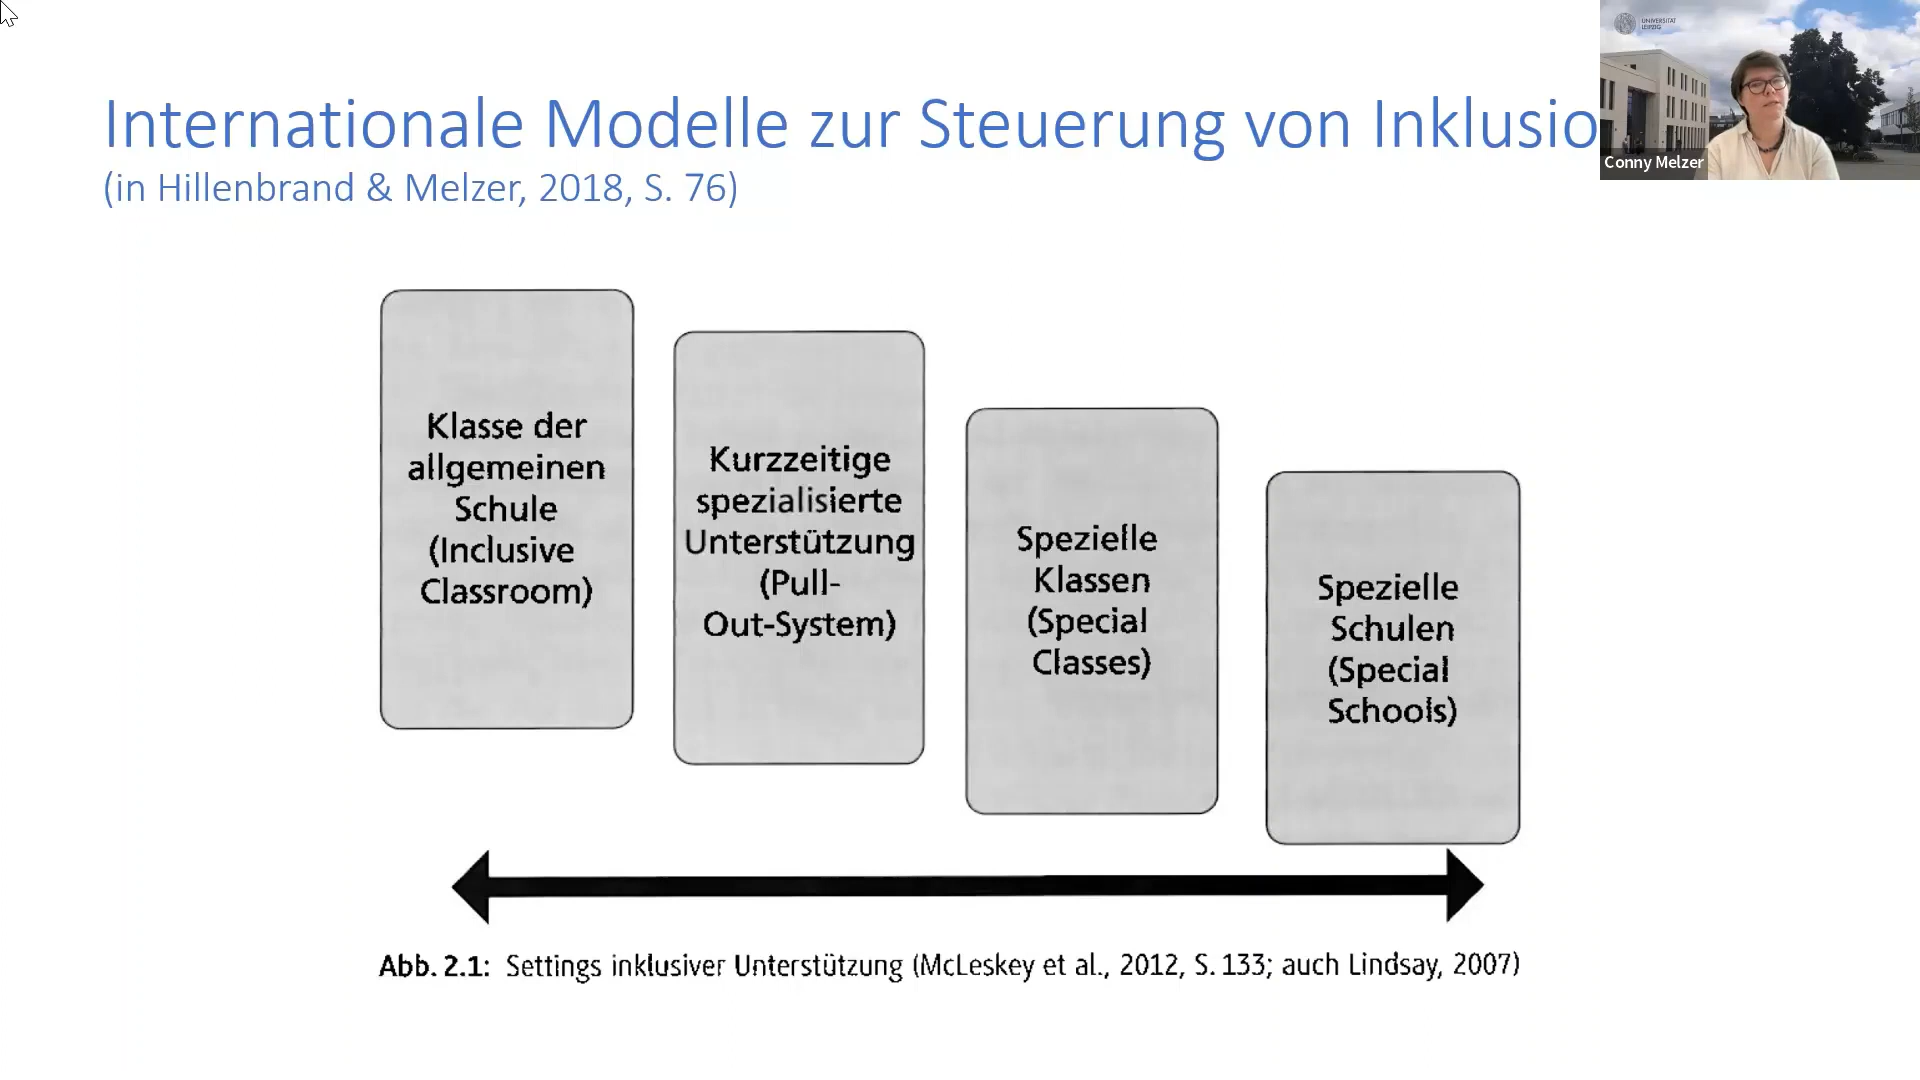 Internationale Modelle zur Steuerung von Inklusio
(in Hillenbrand & Melzer, 2018, S. 76)
UNIVERSITÄT
LEIPZIG
Conny Melzer
Klasse der
allgemeinen
Schule
(Inclusive
Classroom)
Kurzzeitige
spezialisierte
Unterstützung
(Pull-
Out-System)
Spezielle
Klassen
(Special
Classes)
Spezielle
Schulen
(Special
Schools)
Abb. 2.1: Settings inklusiver Unterstützung (McLeskey et al., 2012, S. 133; auch Lindsay, 2007)